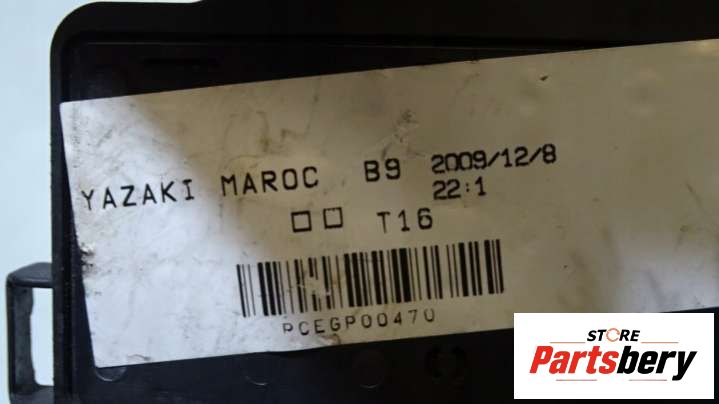 YAZAKI MAROC B9 2009/12/8
22:1
□□ T16
PCEGP00470
STORE
Partsbery